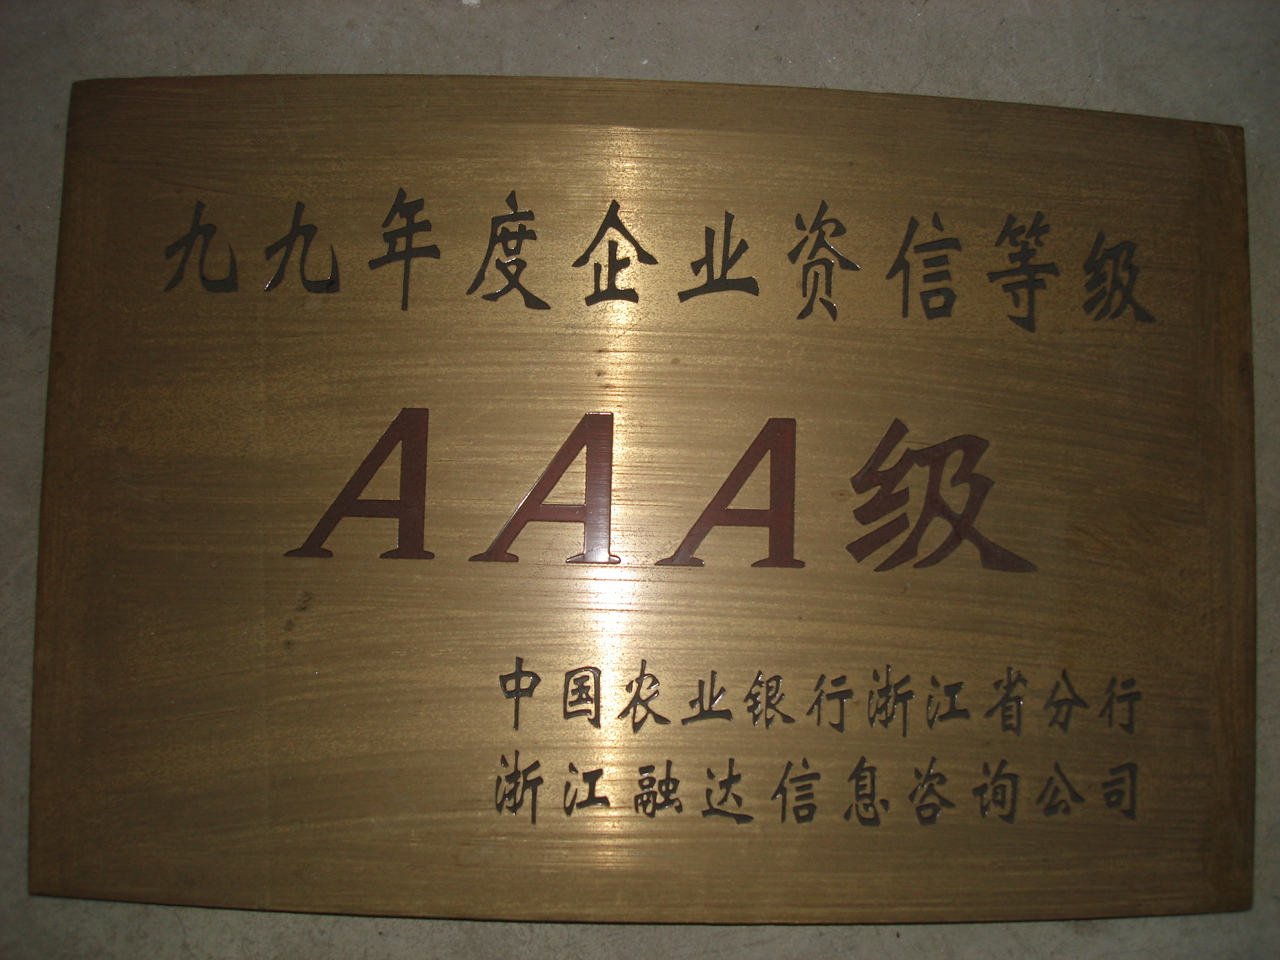 九九年度企业资信等级
AAA级
中国农业银行浙江省分行
浙江融达信息咨询公司